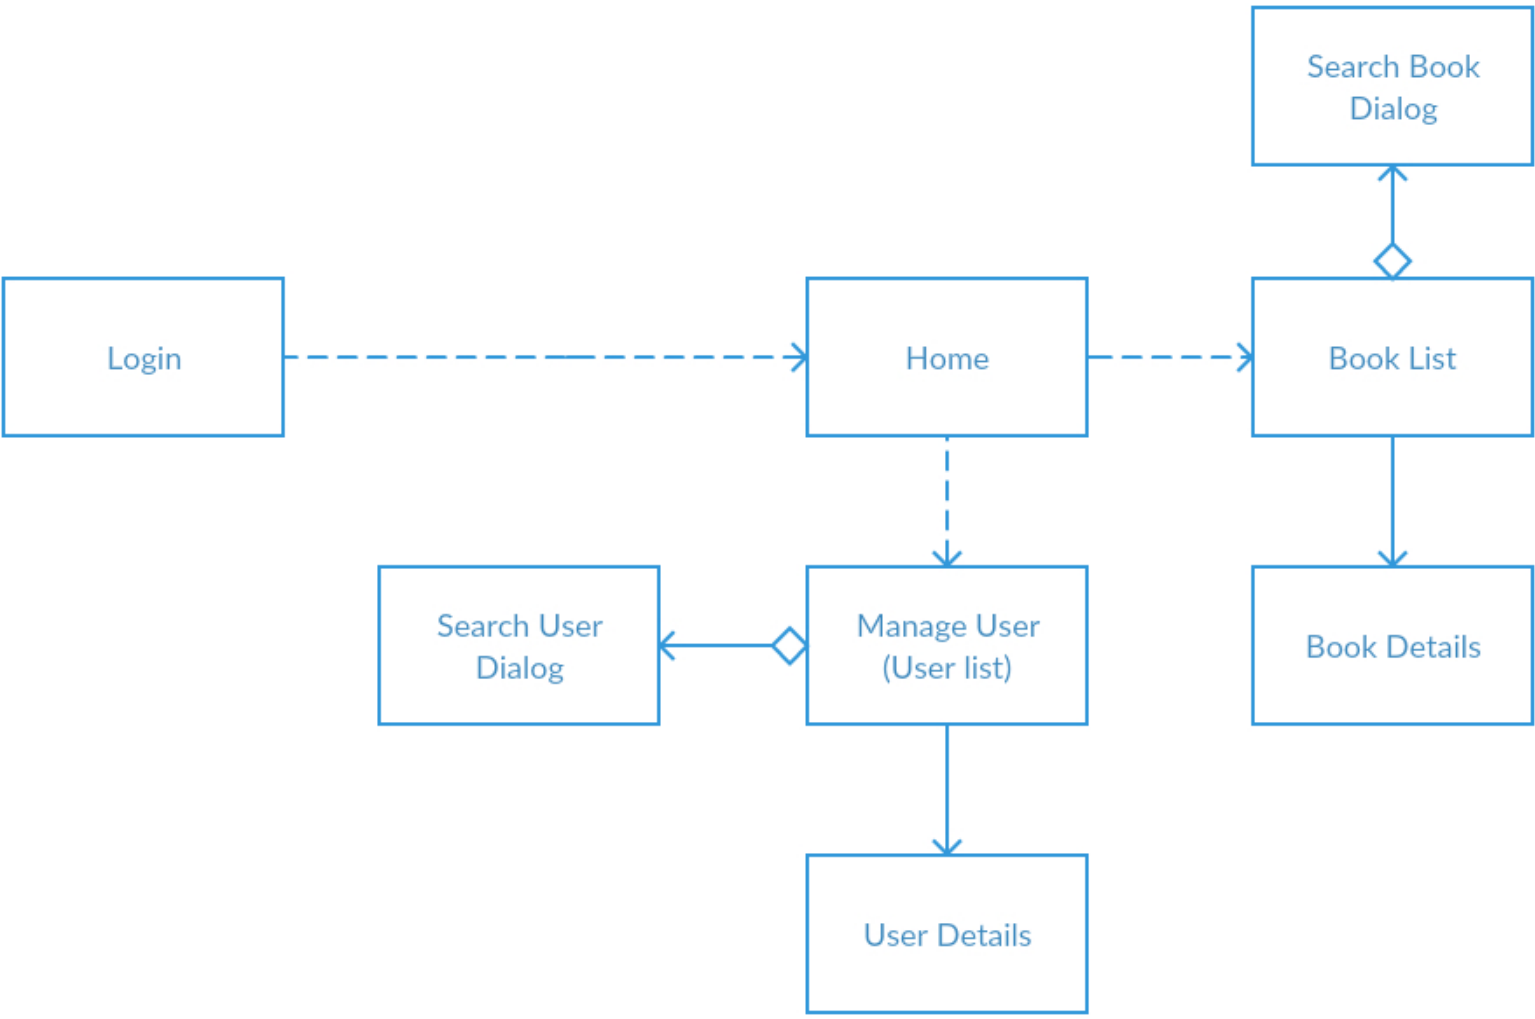 Search Book
Dialog
Login
Home
Book List
Search User
Dialog
Manage User
(User list)
Book Details
User Details